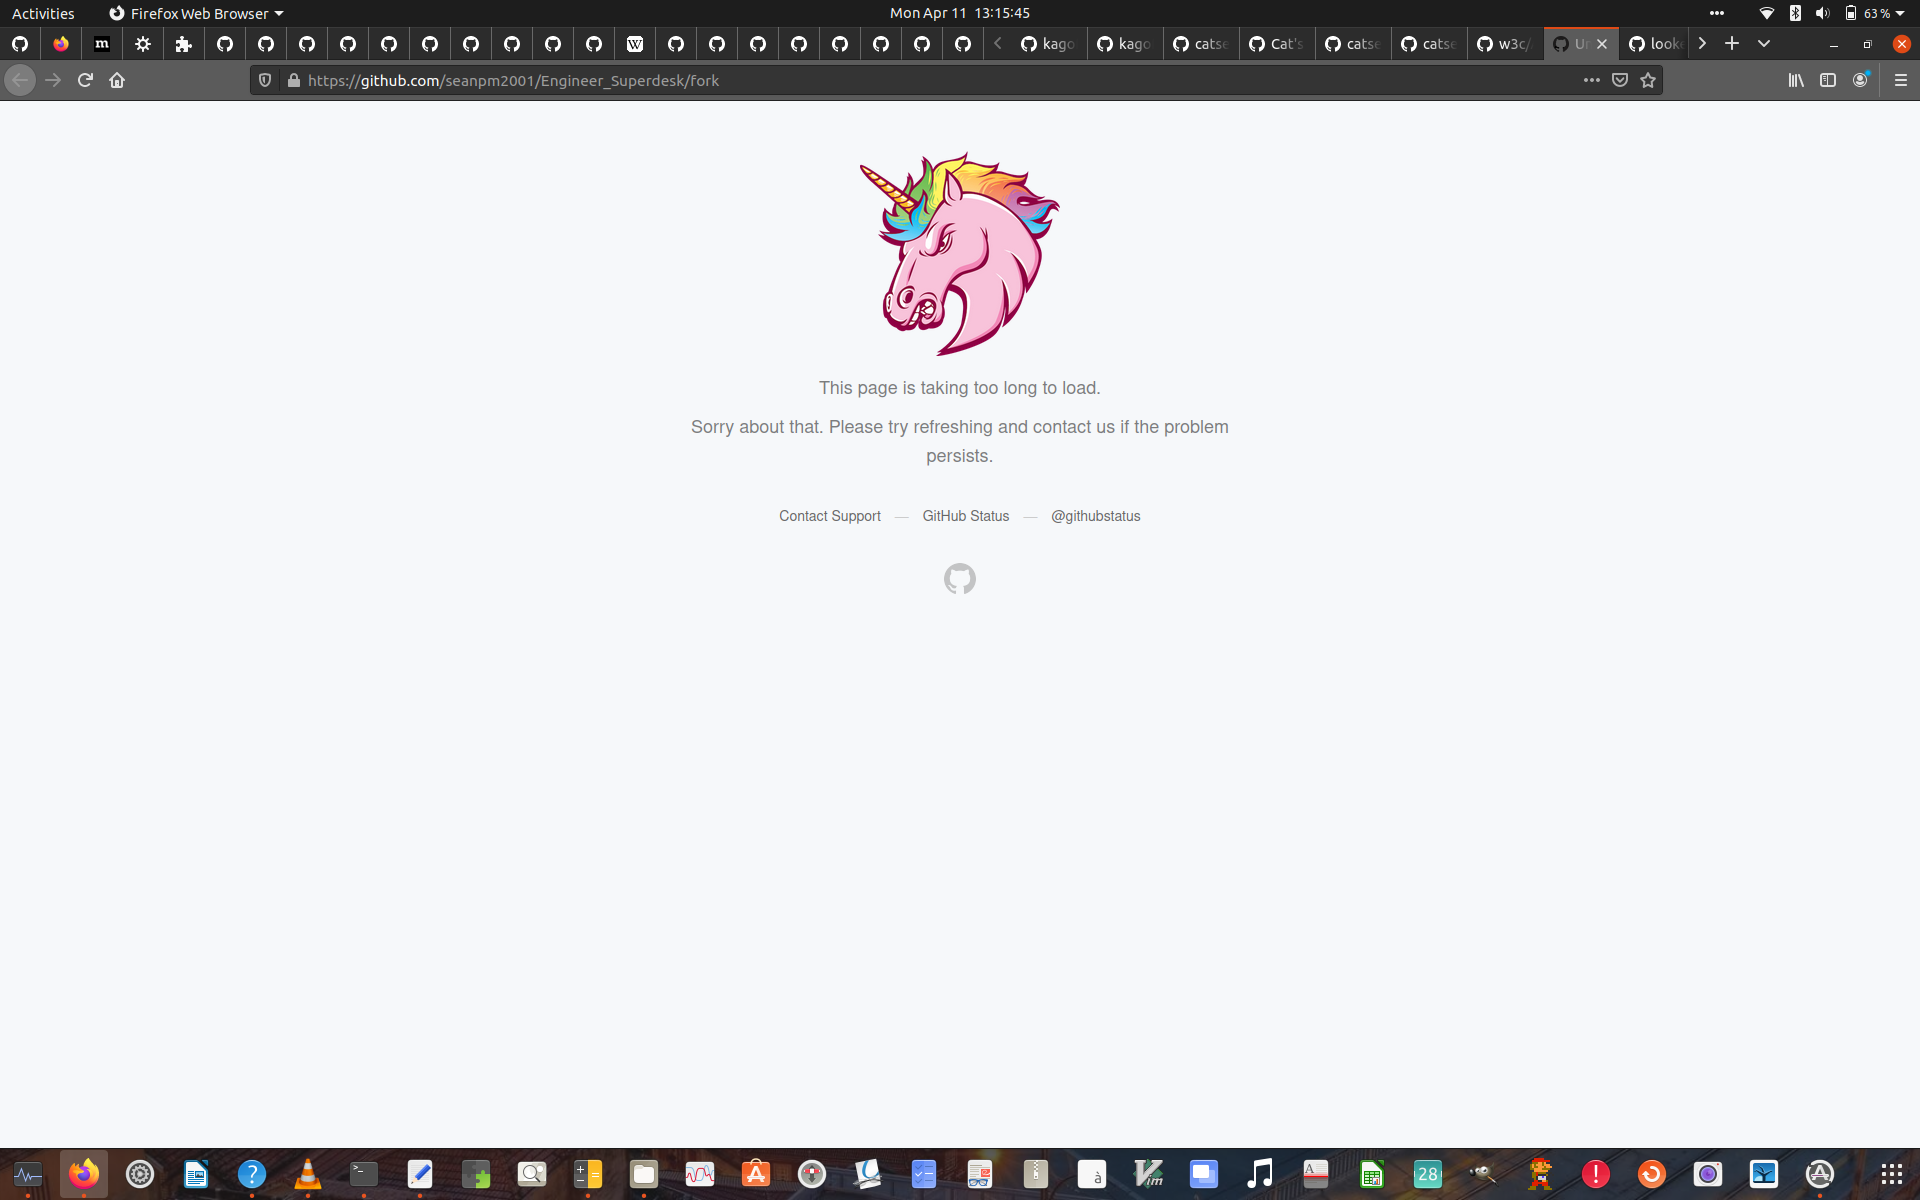 Activities
Firefox Web Browser
Mon Apr 11 13:15:45
63 %
m
W
kago
kago
catse
Cat's
catse
catse
w3c/
Ur
looke
https://github.com/seanpm2001/Engineer_Superdesk/fork
This page is taking too long to load.
Sorry about that. Please try refreshing and contact us if the problem
persists.
Contact Support — GitHub Status — @githubstatus
>_
?
A
à
Vim
A
28
!